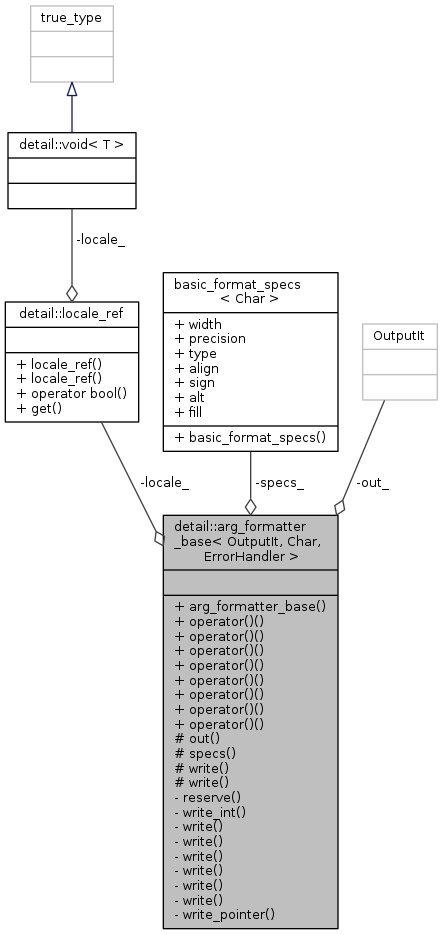 true_type
detail::void< T >
-locale_
detail::locale_ref
+ locale_ref()
+ locale_ref()
+ operator bool()
+ get()
basic_format_specs
< Char >
+ width
+ precision
+ type
+ align
+ sign
+ alt
+ fill
+ basic_format_specs()
OutputIt
-locale_
-specs_
-out_
detail::arg_formatter
_base< OutputIt, Char,
ErrorHandler >
+ arg_formatter_base()
+ operator()()
+ operator()()
+ operator()()
+ operator()()
+ operator()()
+ operator()()
+ operator()()
+ operator()()
# out()
# specs()
# write()
# write()
- reserve()
- write_int()
- write()
- write()
- write()
- write()
- write()
- write()
- write_pointer()